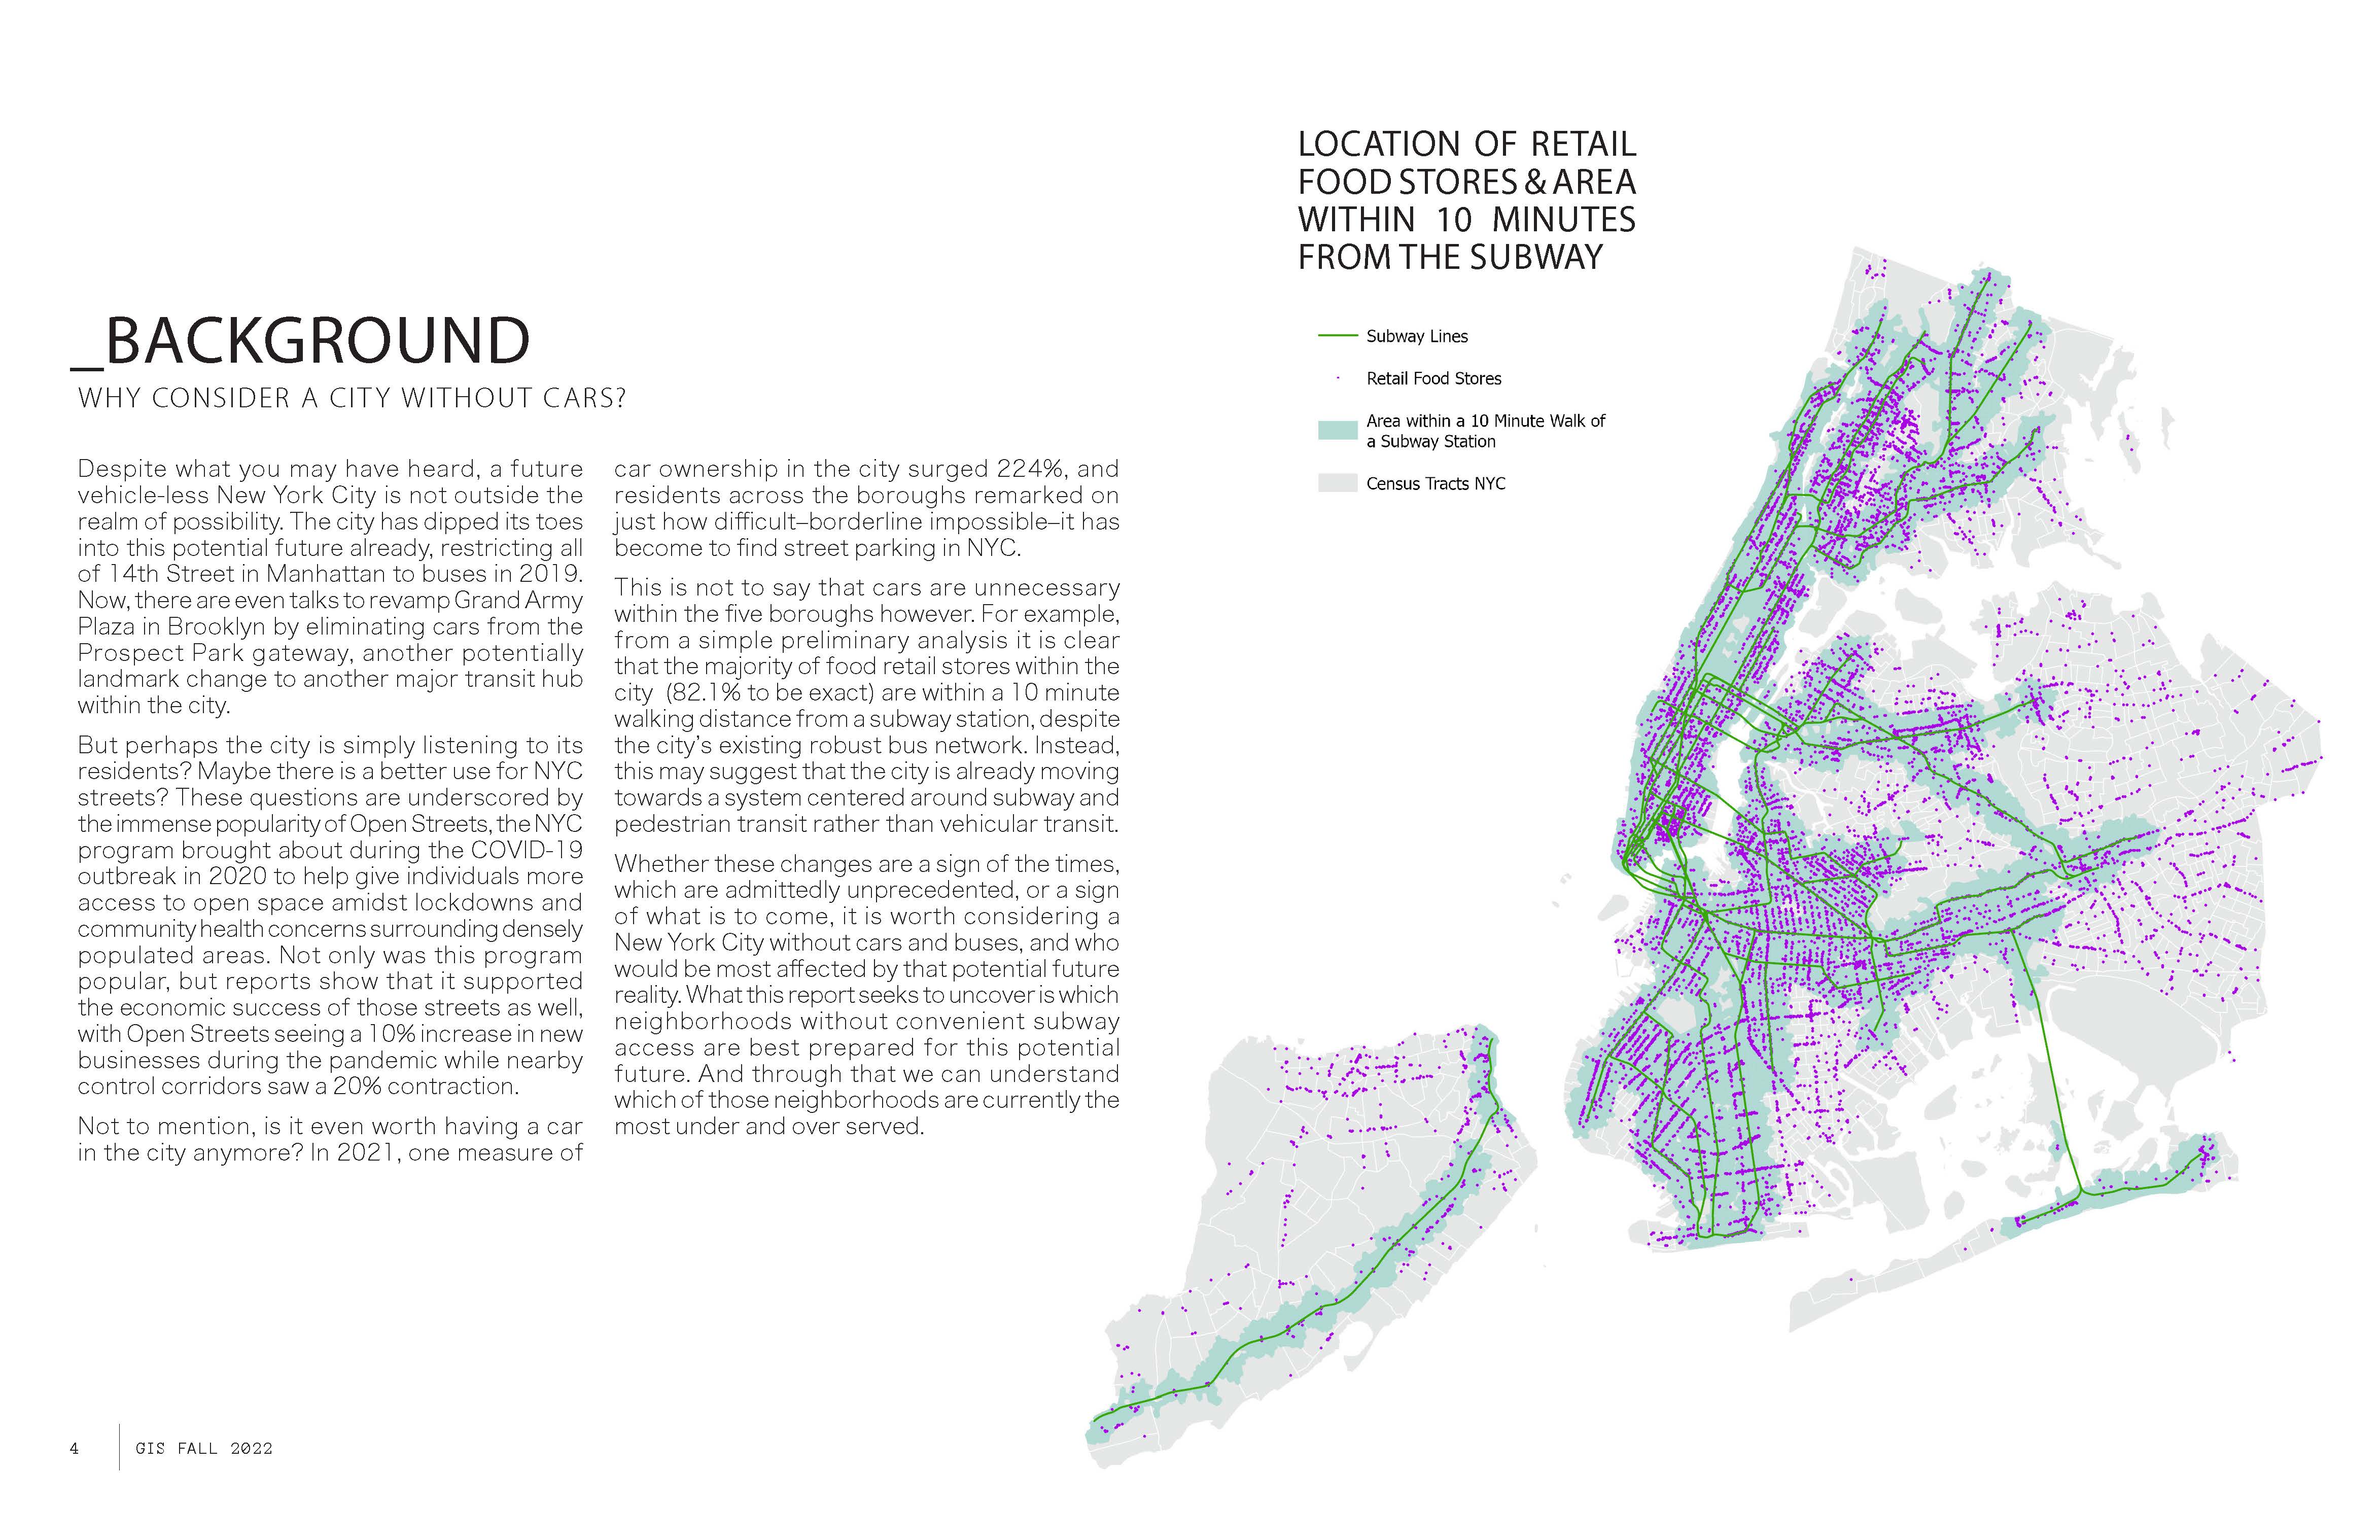 _BACKGROUND
WHY CONSIDER A CITY WITHOUT CARS?
Despite what you may have heard, a future
vehicle-less New York City is not outside the
realm of possibility. The city has dipped its toes
into this potential future already, restricting all
of 14th Street in Manhattan to buses in 2019.
Now, there are even talks to revamp Grand Army
Plaza in Brooklyn by eliminating cars from the
Prospect Park gateway, another potentially
landmark change to another major transit hub
within the city.
But perhaps the city is simply listening to its
residents? Maybe there is a better use for NYC
streets? These questions are underscored by
the immense popularity of Open Streets, the NYC
program brought about during the COVID-19
outbreak in 2020 to help give individuals more
access to open space amidst lockdowns and
community health concerns surrounding densely
populated areas. Not only was this program
popular, but reports show that it supported
the economic success of those streets as well,
with Open Streets seeing a 10% increase in new
businesses during the pandemic while nearby
control corridors saw a 20% contraction.
Not to mention, is it even worth having a car
in the city anymore? In 2021, one measure of
car ownership in the city surged 224%, and
residents across the boroughs remarked on
just how difficult–borderline impossible–it has
become to find street parking in NYC.
This is not to say that cars are unnecessary
within the five boroughs however. For example,
from a simple preliminary analysis it is clear
that the majority of food retail stores within the
city (82.1% to be exact) are within a 10 minute
walking distance from a subway station, despite
the city's existing robust bus network. Instead,
this may suggest that the city is already moving
towards a system centered around subway and
pedestrian transit rather than vehicular transit.
Whether these changes are a sign of the times,
which are admittedly unprecedented, or a sign
of what is to come, it is worth considering a
New York City without cars and buses, and who
would be most affected by that potential future
reality. What this report seeks to uncover is which
neighborhoods without convenient subway
access are best prepared for this potential
future. And through that we can understand
which of those neighborhoods are currently the
most under and over served.
LOCATION OF RETAIL
FOOD STORES & AREA
WITHIN 10 MINUTES
FROM THE SUBWAY
Subway Lines
Retail Food Stores
Area within a 10 Minute Walk of
a Subway Station
Census Tracts NYC
4
GIS FALL 2022